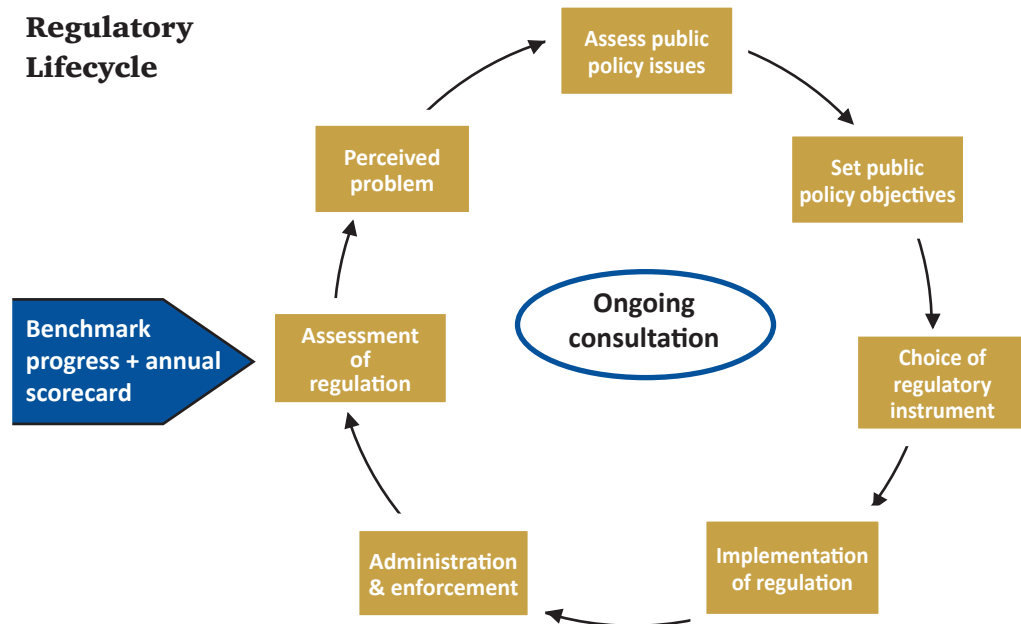 Regulatory
Lifecycle
Assess public
policy issues
Set public
policy objectives
Choice of
regulatory
instrument
Implementation
of regulation
Administration
& enforcement
Assessment
of
regulation
Perceived
problem
Benchmark
progress + annual
scorecard
Ongoing
consultation